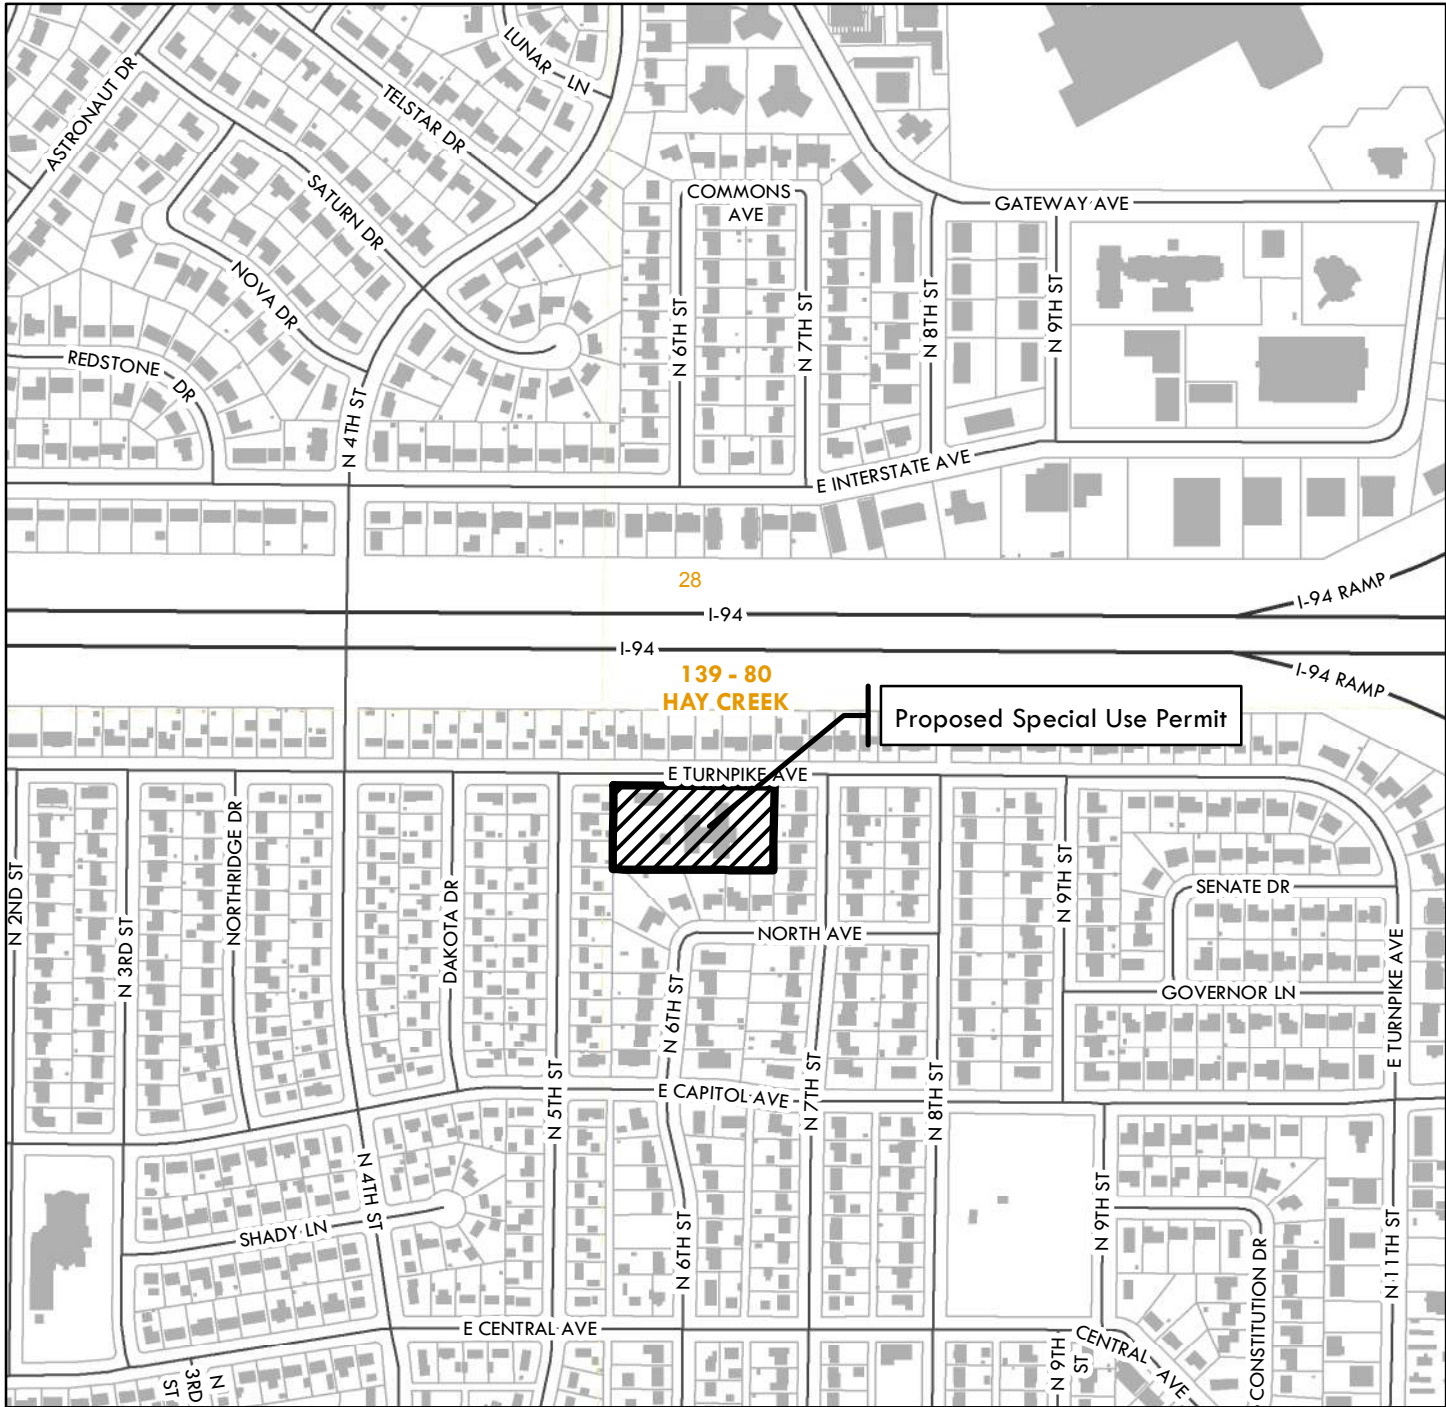 LUNAR LN
ASTRONAUT DR
TELSTAR DR
SATURN DR
COMMONS
AVE
GATEWAY AVE
NOVA DR
N 6TH ST
N 7TH ST
N 8TH ST
N 9TH ST
REDSTONE DR
N 4TH ST
E INTERSTATE AVE
28
I-94 RAMP
I-94
I-94
139 - 80
HAY CREEK
I-94 RAMP
Proposed Special Use Permit
E TURNPIKE AVE
N 2ND ST
N 3RD ST
NORTHRIDGE DR
DAKOTA DR
N 9TH ST
SENATE DR
NORTH AVE
E TURNPIKE AVE
GOVERNOR LN
N 6TH ST
N 5TH ST
E CAPITOL AVE
N 7TH ST
N 8TH ST
N 4TH ST
SHADY LN
N 6TH ST
N 9TH ST
CONSTITUTION DR
N 11TH ST
E CENTRAL AVE
N 9TH
ST
CENTRAL AVE
N
3RD
ST